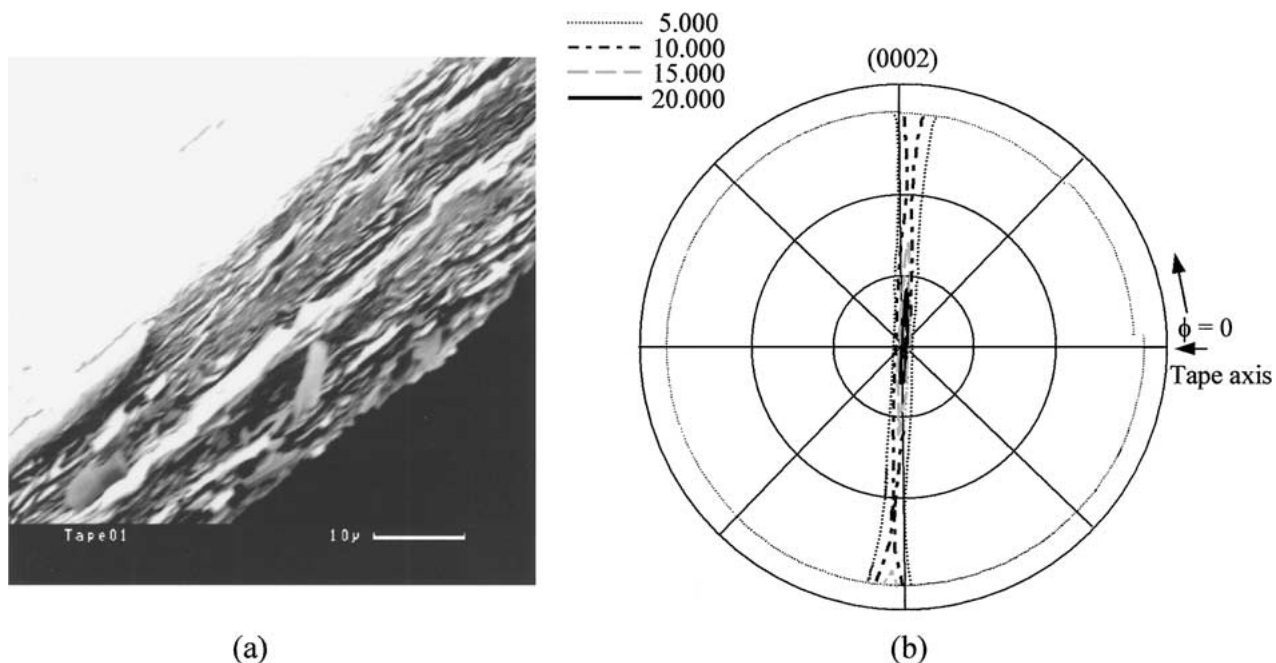 5.000
10.000
15.000
20.000
(0002)
ϕ = 0
Tape axis
Tape01
10μ
(a)
(b)